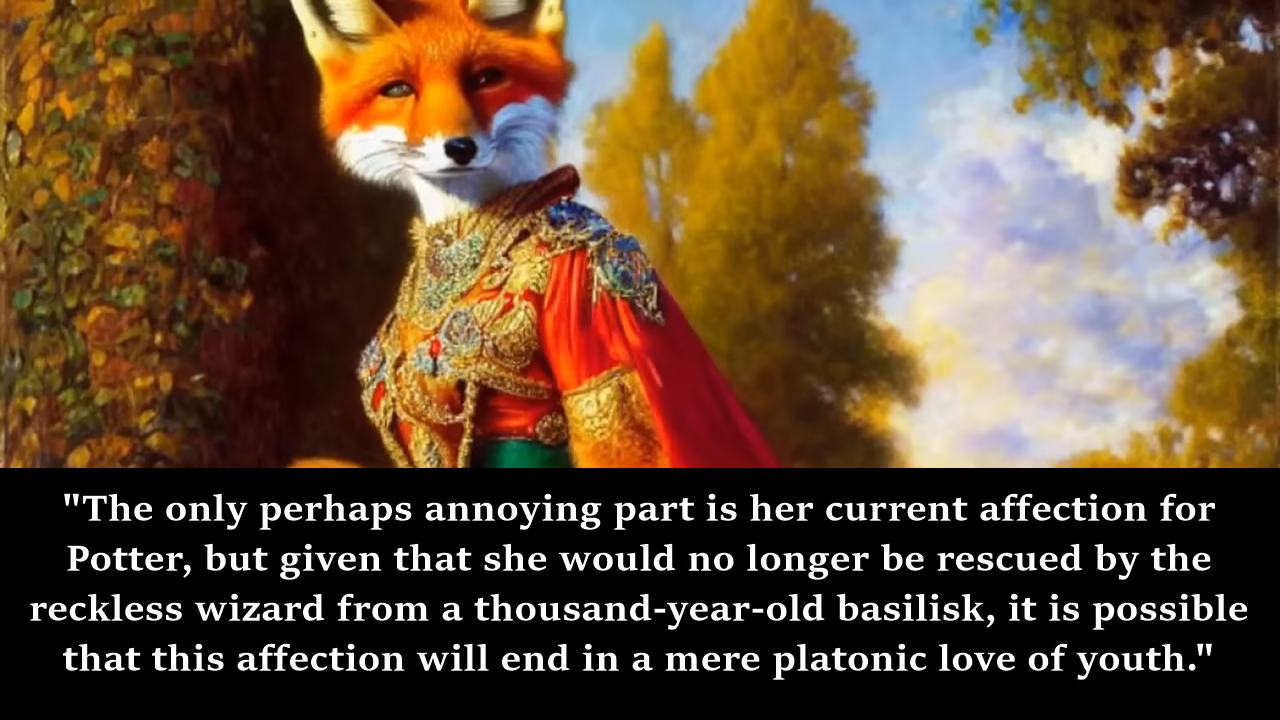 "The only perhaps annoying part is her current affection for
Potter, but given that she would no longer be rescued by the
reckless wizard from a thousand-year-old basilisk, it is possible
that this affection will end in a mere platonic love of youth."